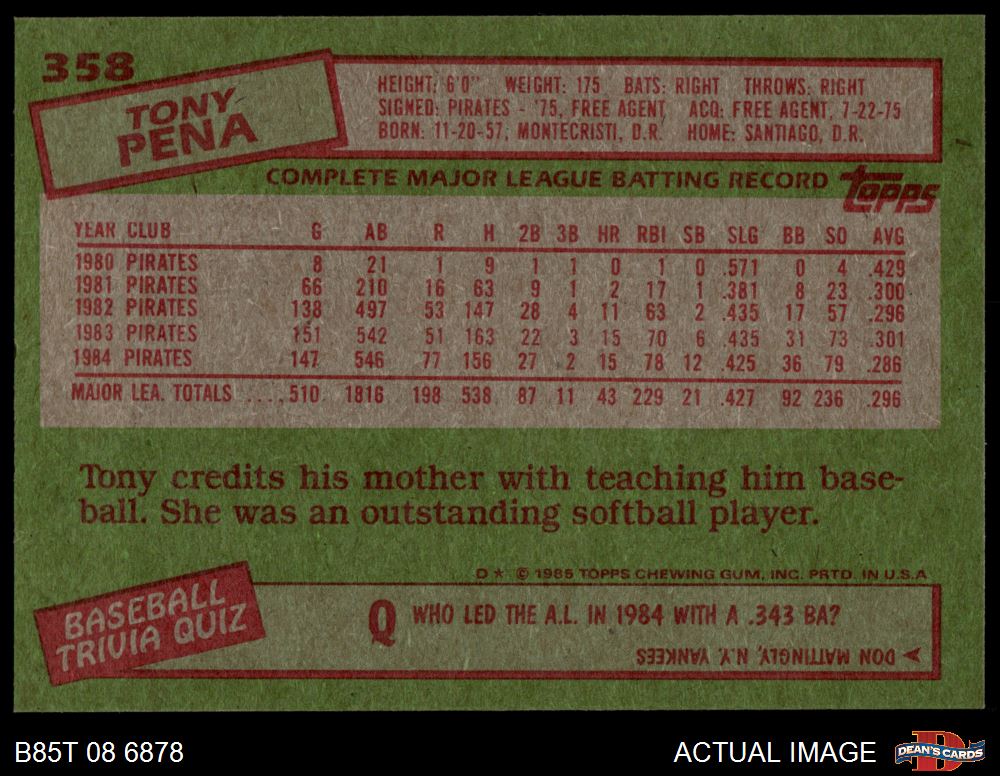 358
TONY
PENA
HEIGHT: 6'0" WEIGHT: 175 BATS: RIGHT THROWS: RIGHT
SIGNED: PIRATES - '75, FREE AGENT ACQ: FREE AGENT, 7-22-75
BORN: 11-20-57, MONTECRISTI, D.R. HOME: SANTIAGO, D.R.
COMPLETE MAJOR LEAGUE BATTING RECORD topps
YEAR CLUB G AB R H 2B 3B HR RBI SB SLG BB SO AVG
1980 PIRATES 8 21 1 9 1 1 0 1 0 .571 0 4 .429
1981 PIRATES 66 210 16 63 9 1 2 17 1 .381 8 23 .300
1982 PIRATES 138 497 53 147 28 4 11 63 2 .435 17 57 .296
1983 PIRATES 151 542 51 163 22 3 15 70 6 .435 31 73 .301
1984 PIRATES 147 546 77 156 27 2 15 78 12 .425 36 79 .286
MAJOR LEA. TOTALS ....510 1816 198 538 87 11 43 229 21 .427 92 236 .296
Tony credits his mother with teaching him base-
ball. She was an outstanding softball player.
D ★ © 1985 TOPPS CHEWING GUM, INC. PRTD. IN U.S.A
BASEBALL
TRIVIA QUIZ
Q WHO LED THE A.L. IN 1984 WITH A .343 BA?
DON MATTINGLY, N.Y. YANKEES
B85T 08 6878
ACTUAL IMAGE
D DEAN'S CARDS